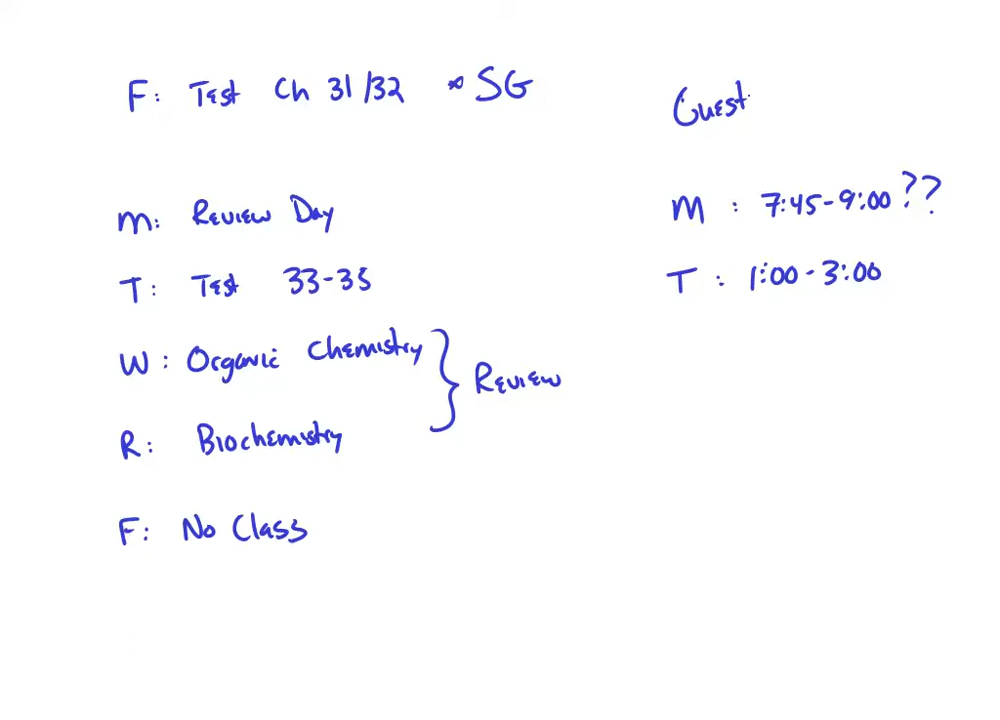 F: Test Ch 31/32 * SG
M: Review Day
T: Test 33-35
W: Organic Chemistry
R: Biochemistry
} Review
F: No Class
Guest
M : 7:45-9:00??
T : 1:00-3:00